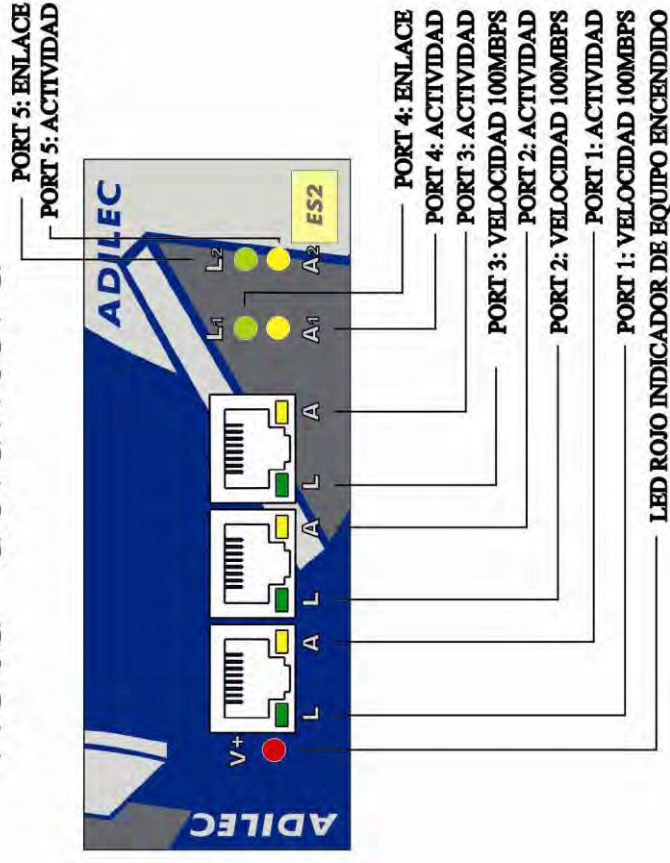 PORT 5: ENLACE
PORT 5: ACTIVIDAD
ADILEC
ES2
L2
A2
L1
A1
A
L
A
L
A
L
V+
ADILEC
PORT 4: ENLACE
PORT 4: ACTIVIDAD
PORT 3: ACTIVIDAD
PORT 3: VELOCIDAD 100MBPS
PORT 2: ACTIVIDAD
PORT 2: VELOCIDAD 100MBPS
PORT 1: ACTIVIDAD
PORT 1: VELOCIDAD 100MBPS
LED ROJO INDICADOR DE EQUIPO ENCENDIDO